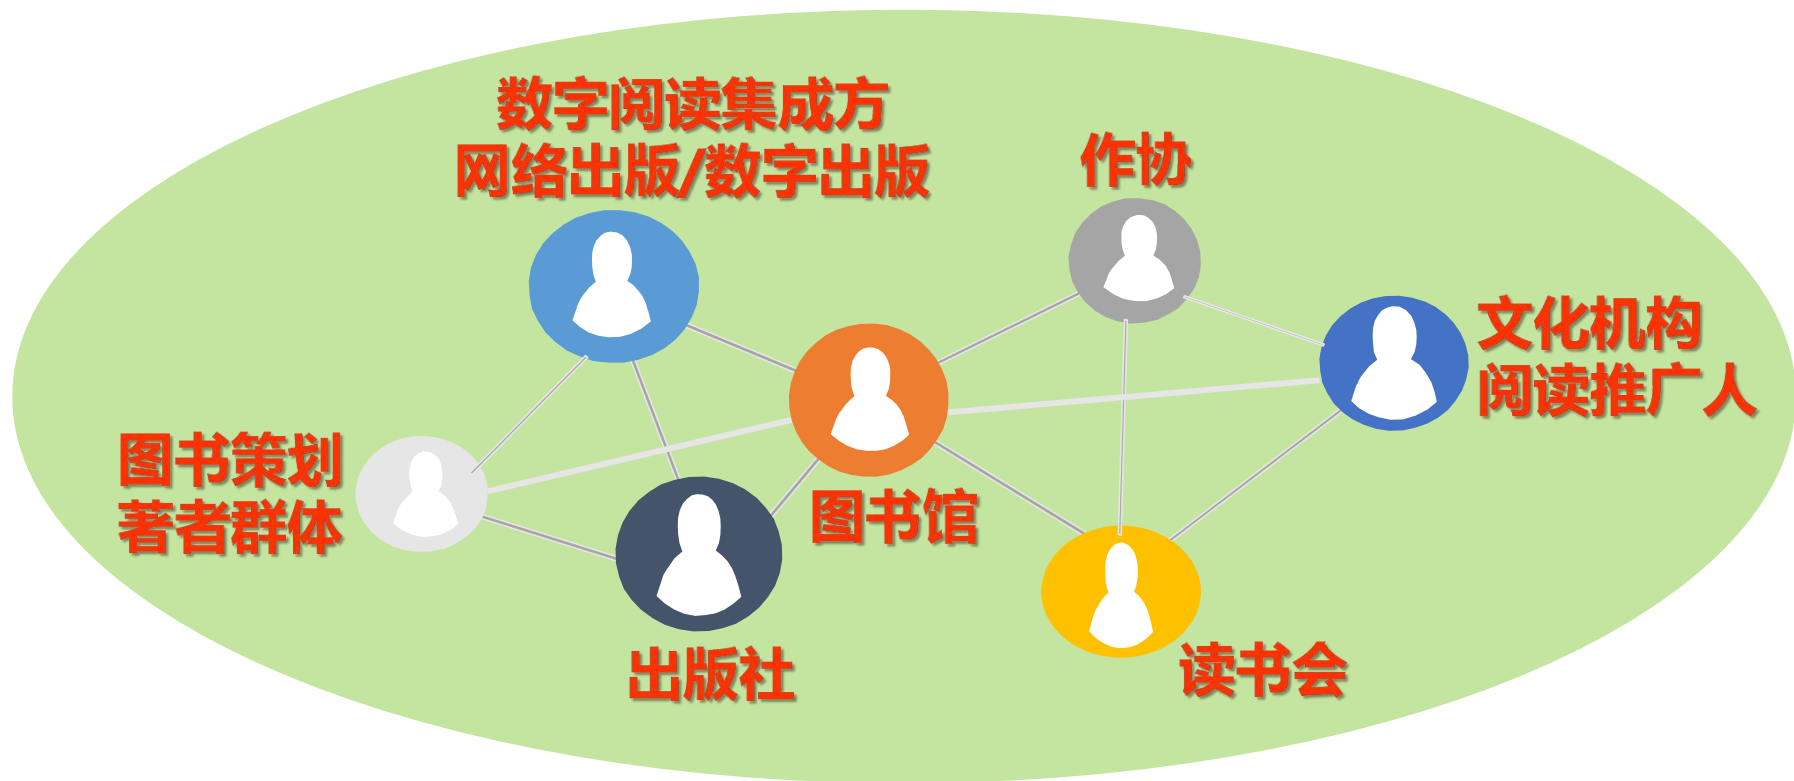 数字阅读集成方
网络出版/数字出版
作协
文化机构
阅读推广人
图书策划
著者群体
图书馆
出版社
读书会